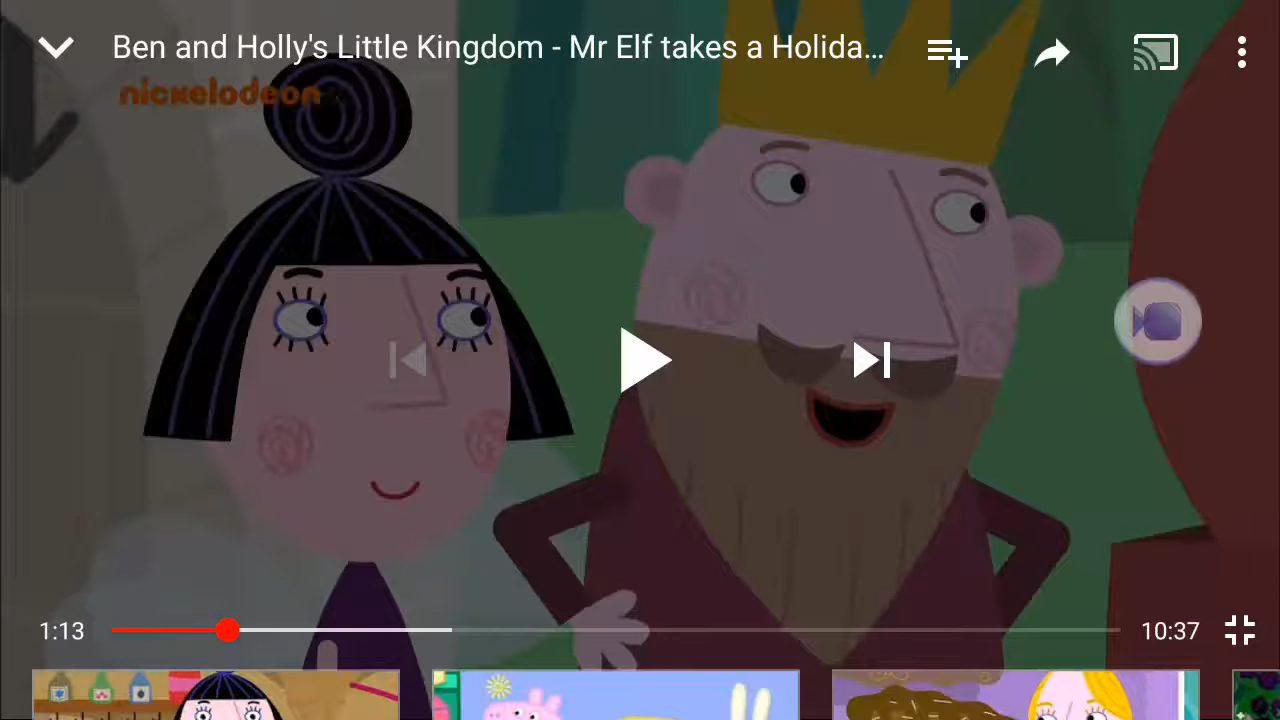 Ben and Holly's Little Kingdom - Mr Elf takes a Holida...
nickelodeon
1:13
10:37